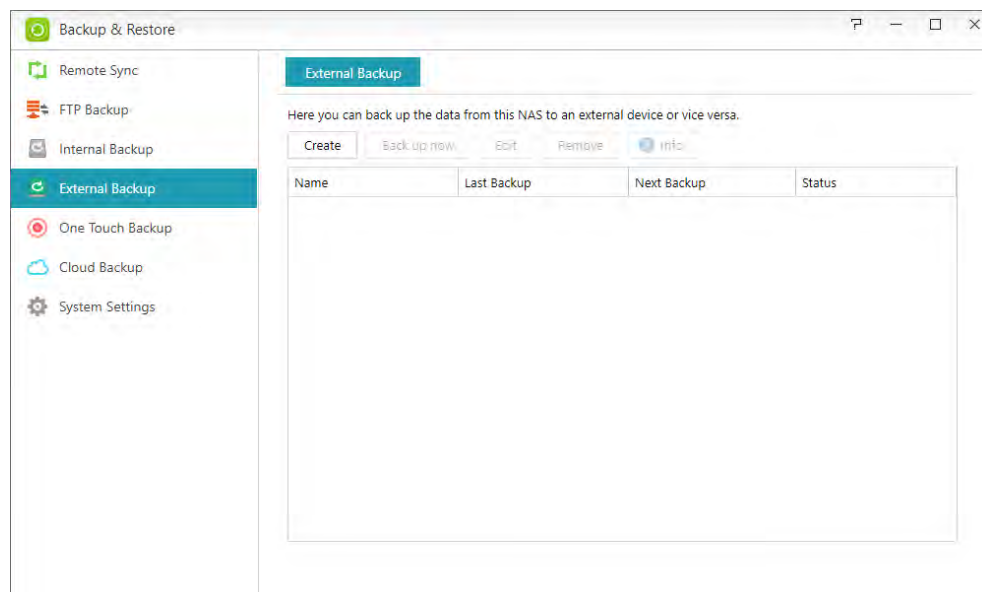 Backup & Restore
Remote Sync
FTP Backup
Internal Backup
External Backup
One Touch Backup
Cloud Backup
System Settings
External Backup
Here you can back up the data from this NAS to an external device or vice versa.
Create Back up now Edit Remove Info
Name Last Backup Next Backup Status